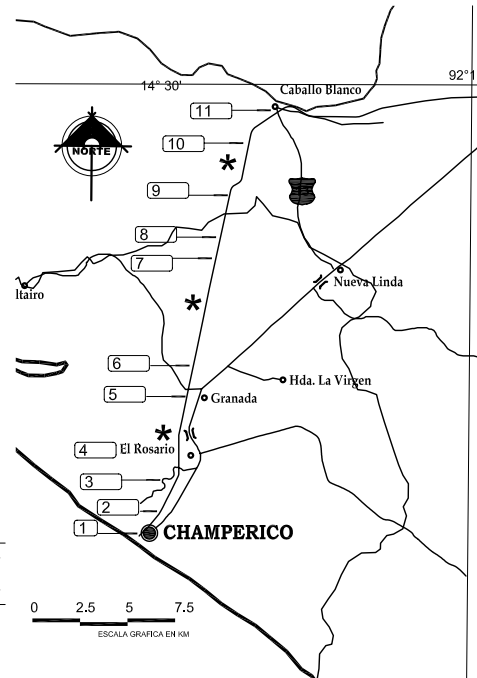 92°1
14° 30'
Caballo Blanco
11
10
NORTE
9
8
7
Nueva Linda
ltairo
6
Hda. La Virgen
5
Granada
4
El Rosario
3
2
1
CHAMPERICO
0 2.5 5 7.5
ESCALA GRAFICA EN KM